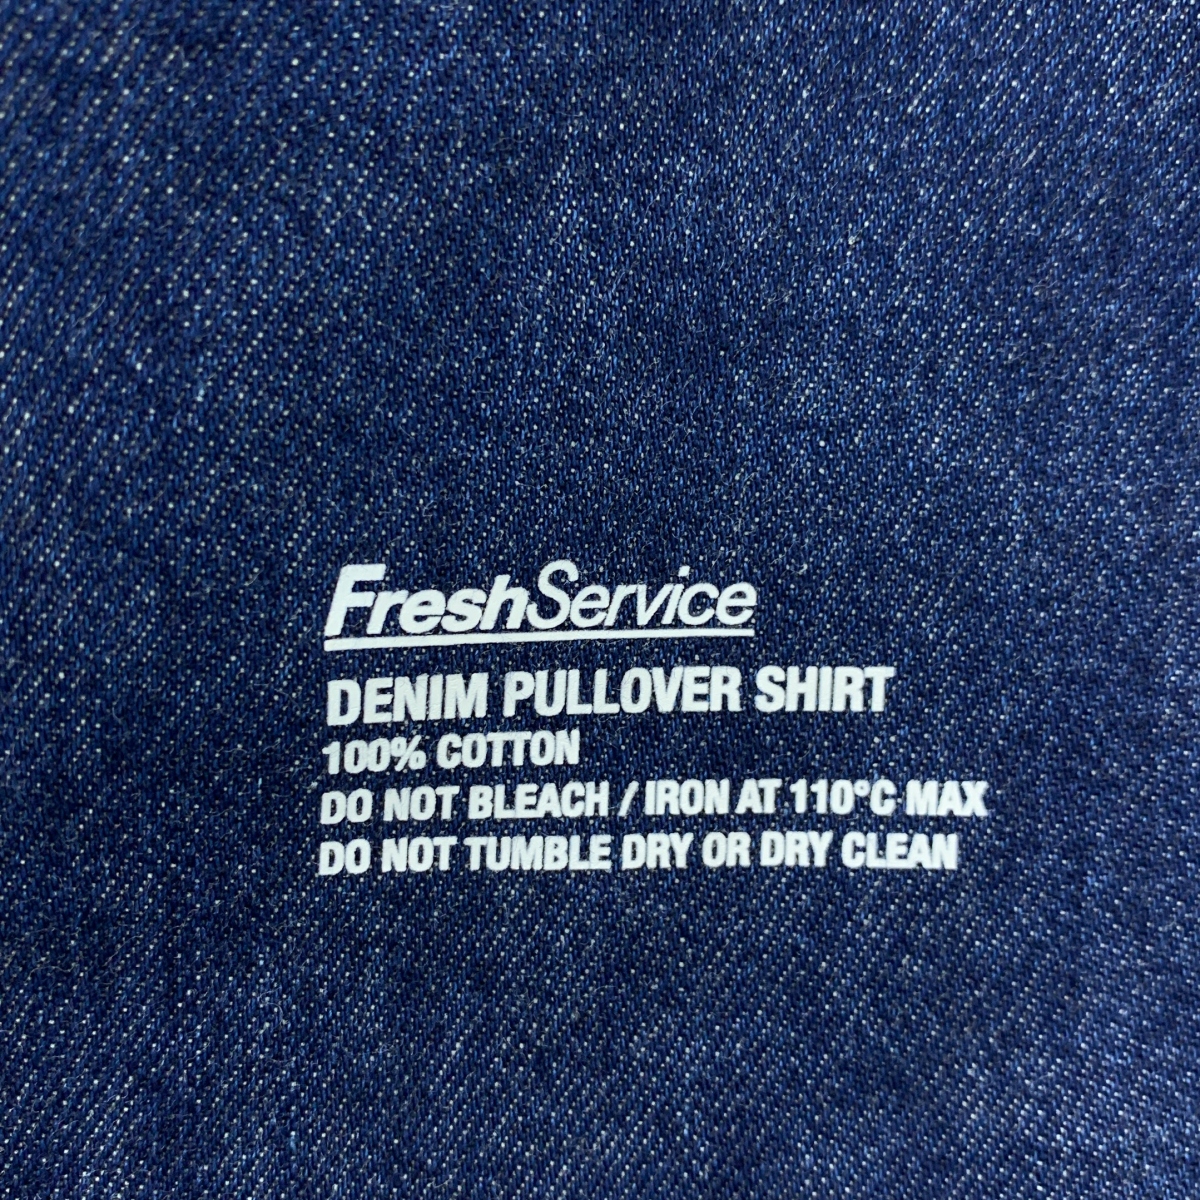 FreshService
DENIM PULLOVER SHIRT
100% COTTON
DO NOT BLEACH / IRON AT 110°C MAX
DO NOT TUMBLE DRY OR DRY CLEAN